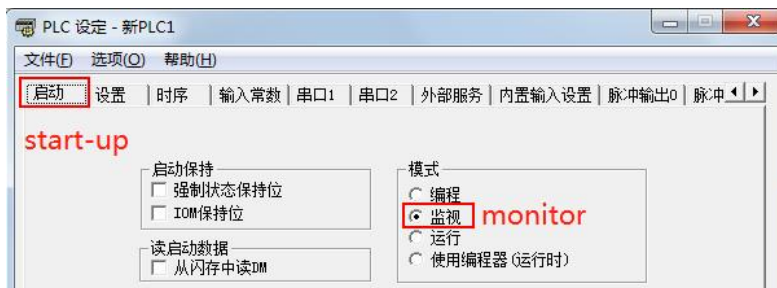 PLC 设定 - 新PLC1
文件(F) 选项(O) 帮助(H)
启动 设置 时序 输入常数 串口1 串口2 外部服务 内置输入设置 脉冲输出0 脉冲
start-up
启动保持
强制状态保持位
IOM保持位
读启动数据
从闪存中读DM
模式
编程
监视 monitor
运行
使用编程器(运行时)